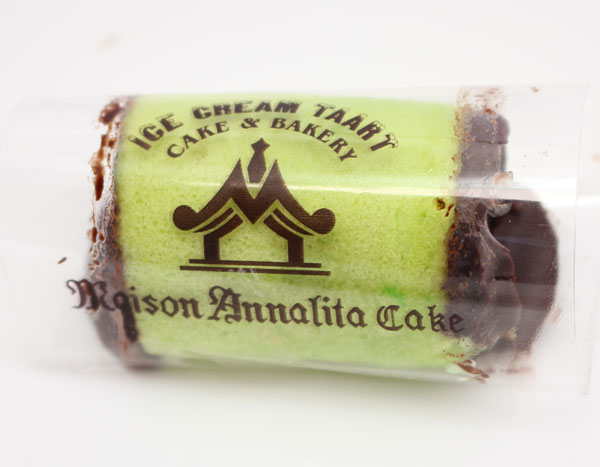 ICE CREAM TAART
CAKE & BAKERY
Maison Annalita Cake